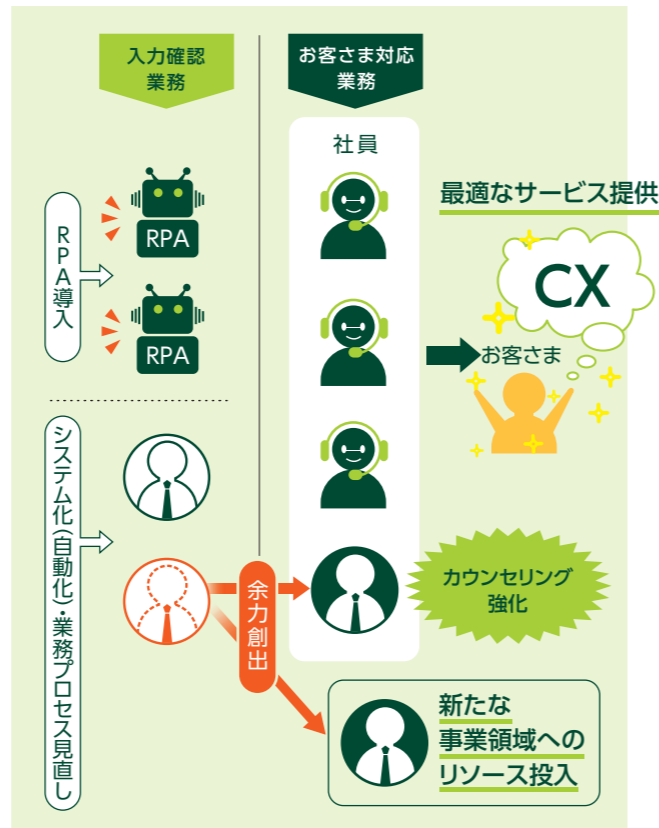 入力確認
業務
お客さま対応
業務
社員
RPA導入
RPA
RPA
最適なサービス提供
CX
お客さま
システム化(自動化)・業務プロセス見直し
余力創出
カウンセリング
強化
新たな
事業領域への
リソース投入